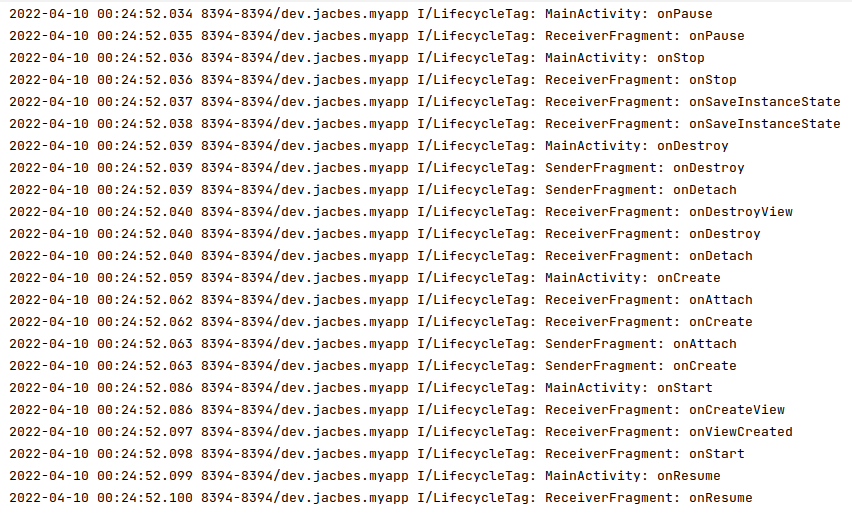 2022-04-10 00:24:52.034 8394-8394/dev.jacbes.myapp I/LifecycleTag: MainActivity: onPause
2022-04-10 00:24:52.035 8394-8394/dev.jacbes.myapp I/LifecycleTag: ReceiverFragment: onPause
2022-04-10 00:24:52.036 8394-8394/dev.jacbes.myapp I/LifecycleTag: MainActivity: onStop
2022-04-10 00:24:52.036 8394-8394/dev.jacbes.myapp I/LifecycleTag: ReceiverFragment: onStop
2022-04-10 00:24:52.037 8394-8394/dev.jacbes.myapp I/LifecycleTag: ReceiverFragment: onSaveInstanceState
2022-04-10 00:24:52.038 8394-8394/dev.jacbes.myapp I/LifecycleTag: ReceiverFragment: onSaveInstanceState
2022-04-10 00:24:52.039 8394-8394/dev.jacbes.myapp I/LifecycleTag: MainActivity: onDestroy
2022-04-10 00:24:52.039 8394-8394/dev.jacbes.myapp I/LifecycleTag: SenderFragment: onDestroy
2022-04-10 00:24:52.039 8394-8394/dev.jacbes.myapp I/LifecycleTag: SenderFragment: onDetach
2022-04-10 00:24:52.040 8394-8394/dev.jacbes.myapp I/LifecycleTag: ReceiverFragment: onDestroyView
2022-04-10 00:24:52.040 8394-8394/dev.jacbes.myapp I/LifecycleTag: ReceiverFragment: onDestroy
2022-04-10 00:24:52.040 8394-8394/dev.jacbes.myapp I/LifecycleTag: ReceiverFragment: onDetach
2022-04-10 00:24:52.059 8394-8394/dev.jacbes.myapp I/LifecycleTag: MainActivity: onCreate
2022-04-10 00:24:52.062 8394-8394/dev.jacbes.myapp I/LifecycleTag: ReceiverFragment: onAttach
2022-04-10 00:24:52.062 8394-8394/dev.jacbes.myapp I/LifecycleTag: ReceiverFragment: onCreate
2022-04-10 00:24:52.063 8394-8394/dev.jacbes.myapp I/LifecycleTag: SenderFragment: onAttach
2022-04-10 00:24:52.063 8394-8394/dev.jacbes.myapp I/LifecycleTag: SenderFragment: onCreate
2022-04-10 00:24:52.086 8394-8394/dev.jacbes.myapp I/LifecycleTag: MainActivity: onStart
2022-04-10 00:24:52.086 8394-8394/dev.jacbes.myapp I/LifecycleTag: ReceiverFragment: onCreateView
2022-04-10 00:24:52.097 8394-8394/dev.jacbes.myapp I/LifecycleTag: ReceiverFragment: onViewCreated
2022-04-10 00:24:52.098 8394-8394/dev.jacbes.myapp I/LifecycleTag: ReceiverFragment: onStart
2022-04-10 00:24:52.099 8394-8394/dev.jacbes.myapp I/LifecycleTag: MainActivity: onResume
2022-04-10 00:24:52.100 8394-8394/dev.jacbes.myapp I/LifecycleTag: ReceiverFragment: onResume